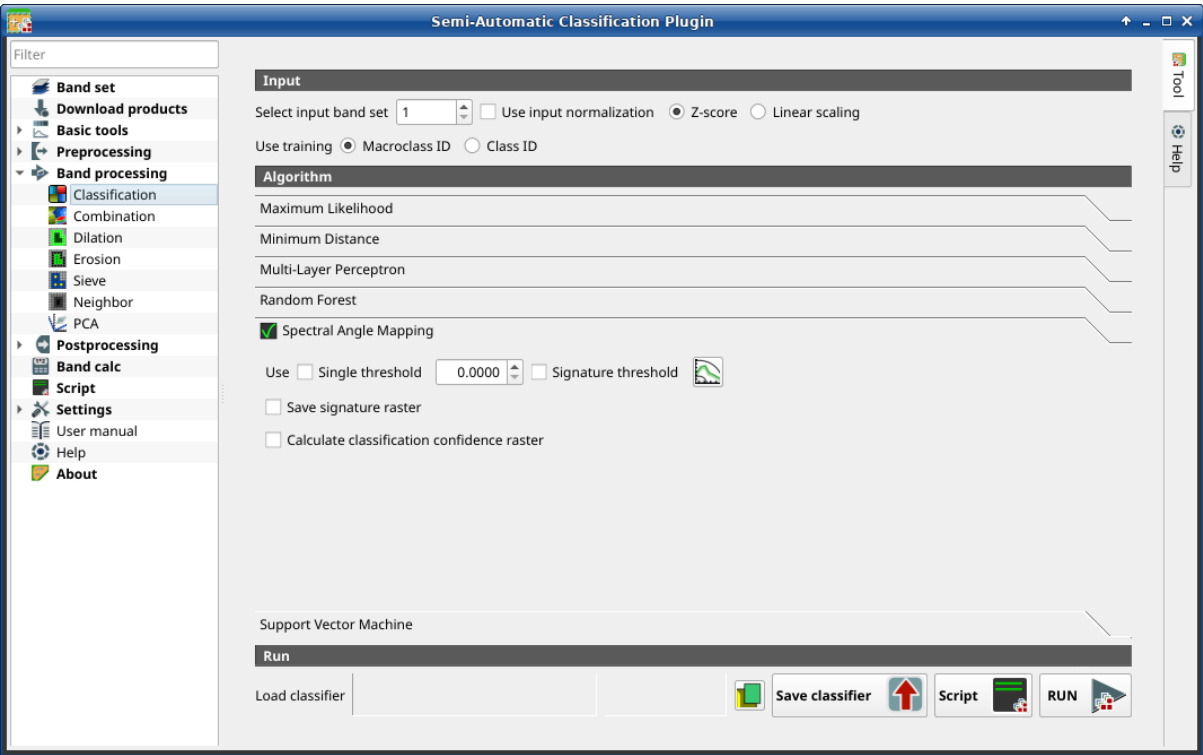 Semi-Automatic Classification Plugin
Filter
Band set
Download products
Basic tools
Preprocessing
Band processing
Classification
Combination
Dilation
Erosion
Sieve
Neighbor
PCA
Postprocessing
Band calc
Script
Settings
User manual
Help
About
Input
Select input band set 1 Use input normalization Z-score Linear scaling
Use training Macroclass ID Class ID
Algorithm
Maximum Likelihood
Minimum Distance
Multi-Layer Perceptron
Random Forest
Spectral Angle Mapping
Use Single threshold 0.0000 Signature threshold
Save signature raster
Calculate classification confidence raster
Support Vector Machine
Run
Load classifier Save classifier Script RUN
Tool
Help